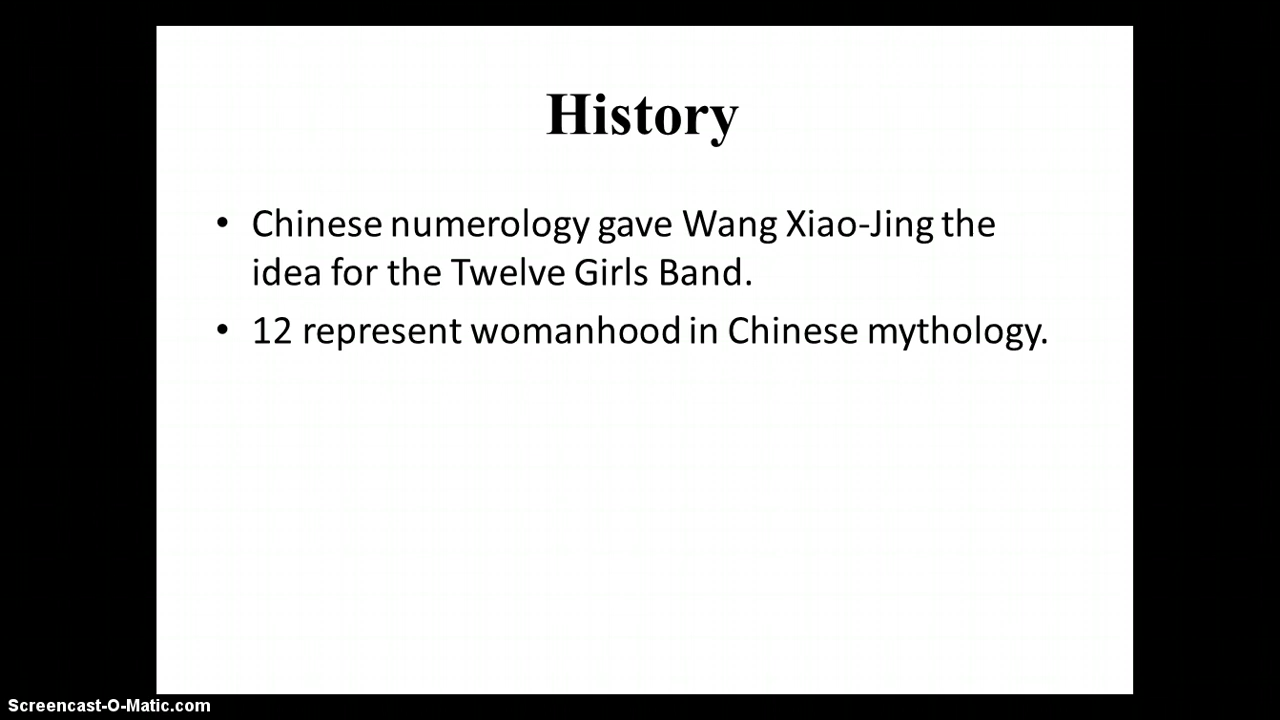 History
• Chinese numerology gave Wang Xiao-Jing the
idea for the Twelve Girls Band.
• 12 represent womanhood in Chinese mythology.
Screencast-O-Matic.com